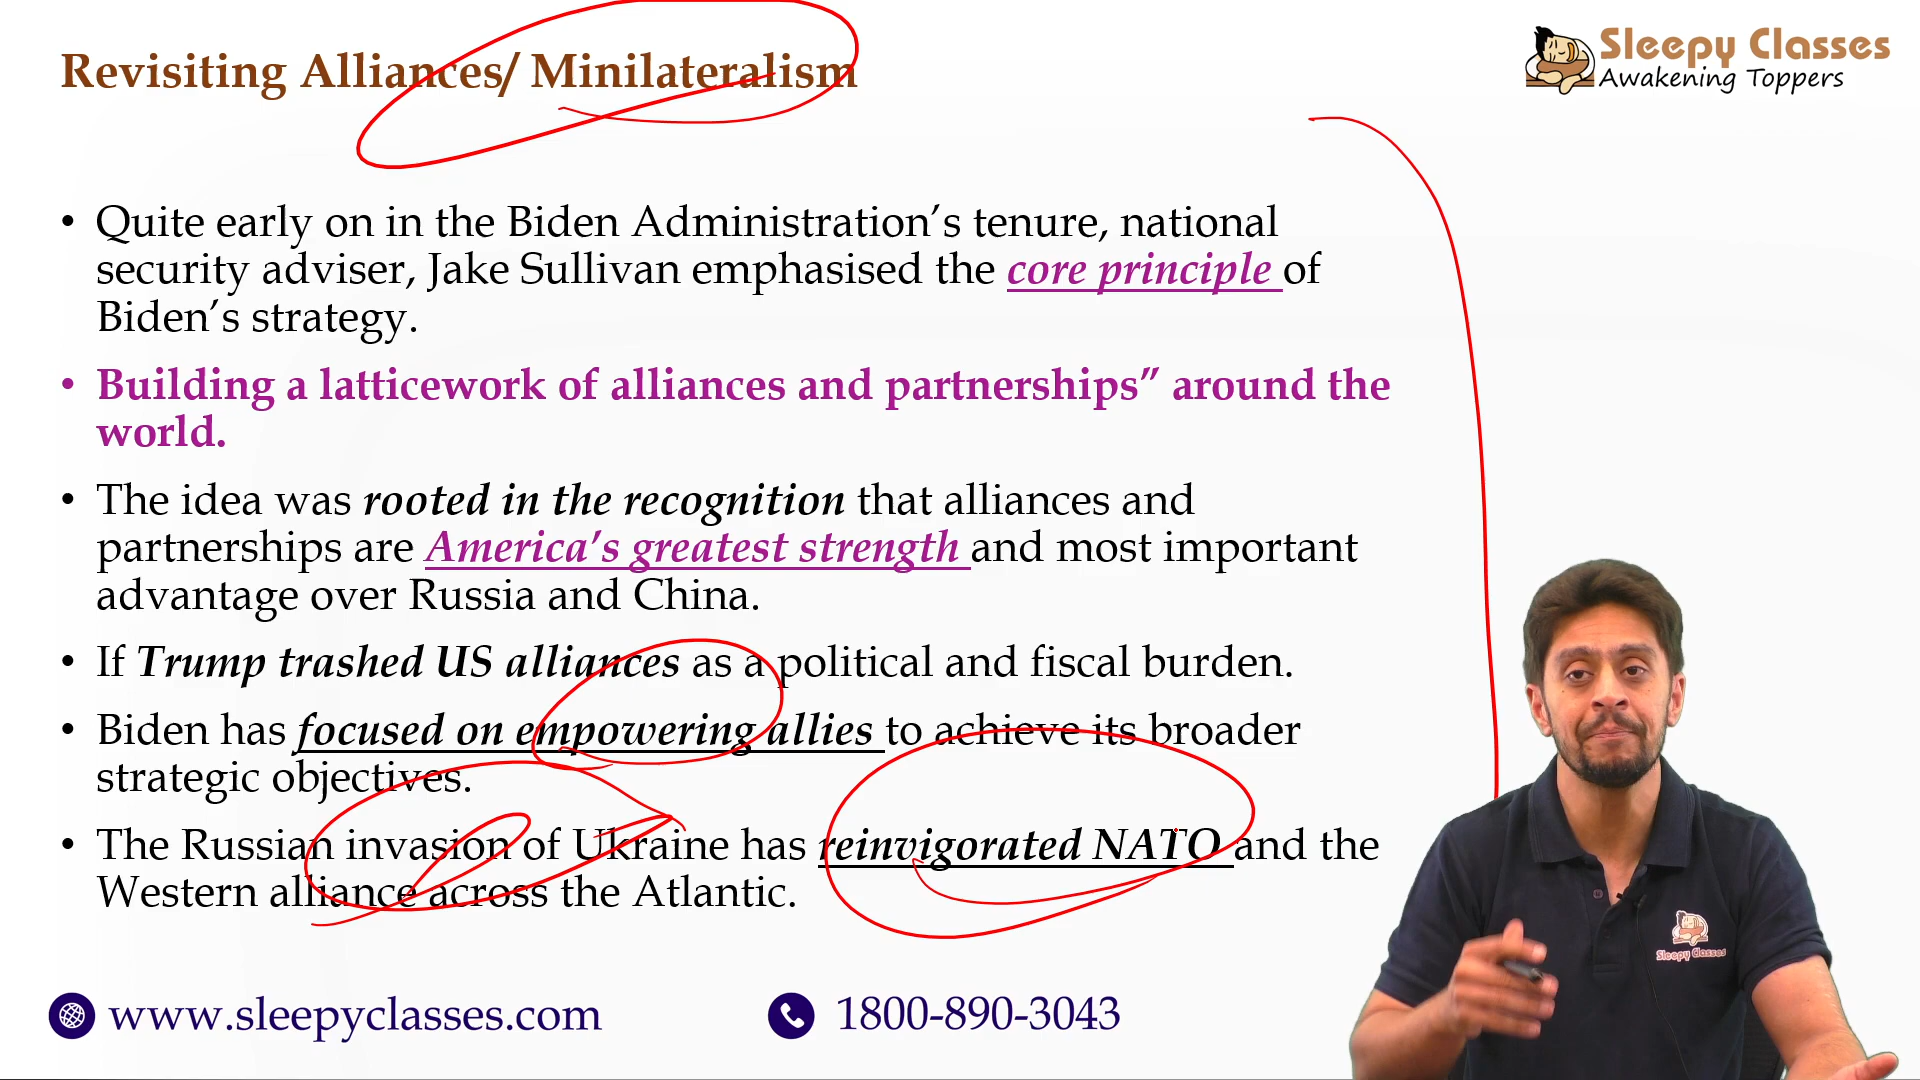 Revisiting Alliances/ Minilateralism
Sleepy Classes
Awakening Toppers
• Quite early on in the Biden Administration’s tenure, national
security adviser, Jake Sullivan emphasised the core principle of
Biden’s strategy.
• Building a latticework of alliances and partnerships” around the
world.
• The idea was rooted in the recognition that alliances and
partnerships are America’s greatest strength and most important
advantage over Russia and China.
• If Trump trashed US alliances as a political and fiscal burden.
• Biden has focused on empowering allies to achieve its broader
strategic objectives.
• The Russian invasion of Ukraine has reinvigorated NATO and the
Western alliance across the Atlantic.
Sleepy Classes
www.sleepyclasses.com
1800-890-3043